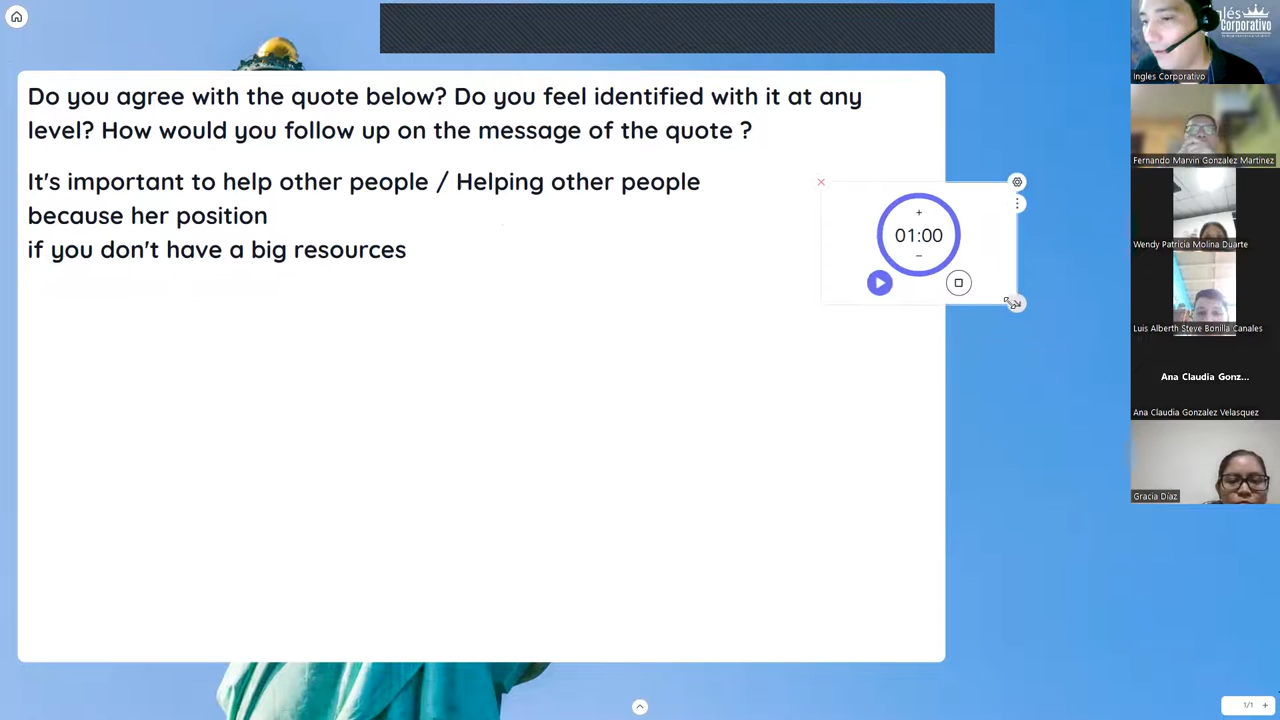 Do you agree with the quote below? Do you feel identified with it at any
level? How would you follow up on the message of the quote ?
It's important to help other people / Helping other people
because her position
if you don't have a big resources
+
01:00
−
Corporativo
Ingles Corporativo
Fernando Marvin Gonzalez Martinez
Wendy Patricia Molina Duarte
Luis Alberth Steve Bonilla Canales
Ana Claudia Gonz...
Ana Claudia Gonzalez Velasquez
Gracia Díaz
1/1 +